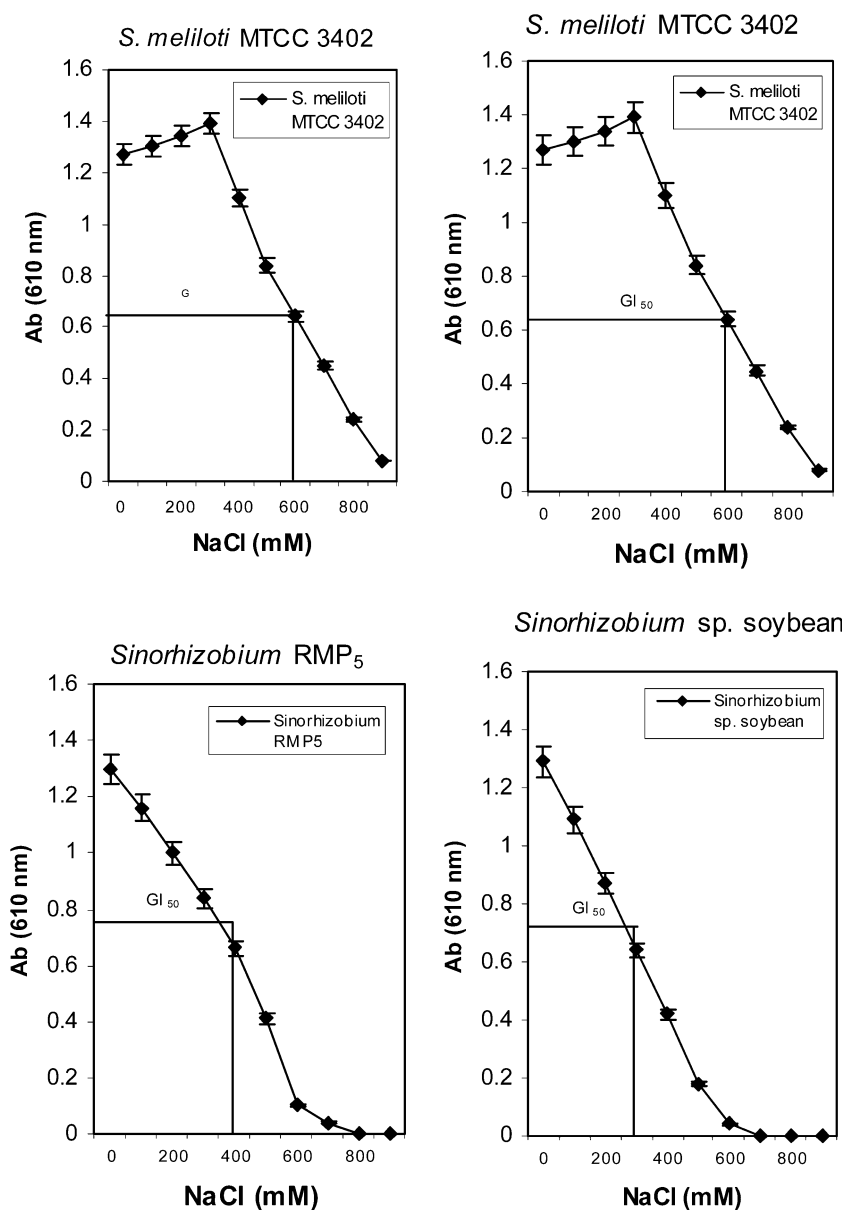 S. meliloti MTCC 3402
1.6
1.4
1.2
1
0.8
0.6
0.4
0.2
0
Ab (610 nm)
S. meliloti
MTCC 3402
G
0 200 400 600 800
NaCl (mM)
S. meliloti MTCC 3402
1.6
1.4
1.2
1
0.8
0.6
0.4
0.2
0
Ab (610 nm)
S. meliloti
MTCC 3402
GI 50
0 200 400 600 800
NaCl (mM)
Sinorhizobium RMP5
1.6
1.4
1.2
1
0.8
0.6
0.4
0.2
0
Ab (610 nm)
Sinorhizobium
RMP5
GI 50
0 200 400 600 800
NaCl (mM)
Sinorhizobium sp. soybean
1.6
1.4
1.2
1
0.8
0.6
0.4
0.2
0
Ab (610 nm)
Sinorhizobium
sp. soybean
GI 50
0 200 400 600 800
NaCl (mM)